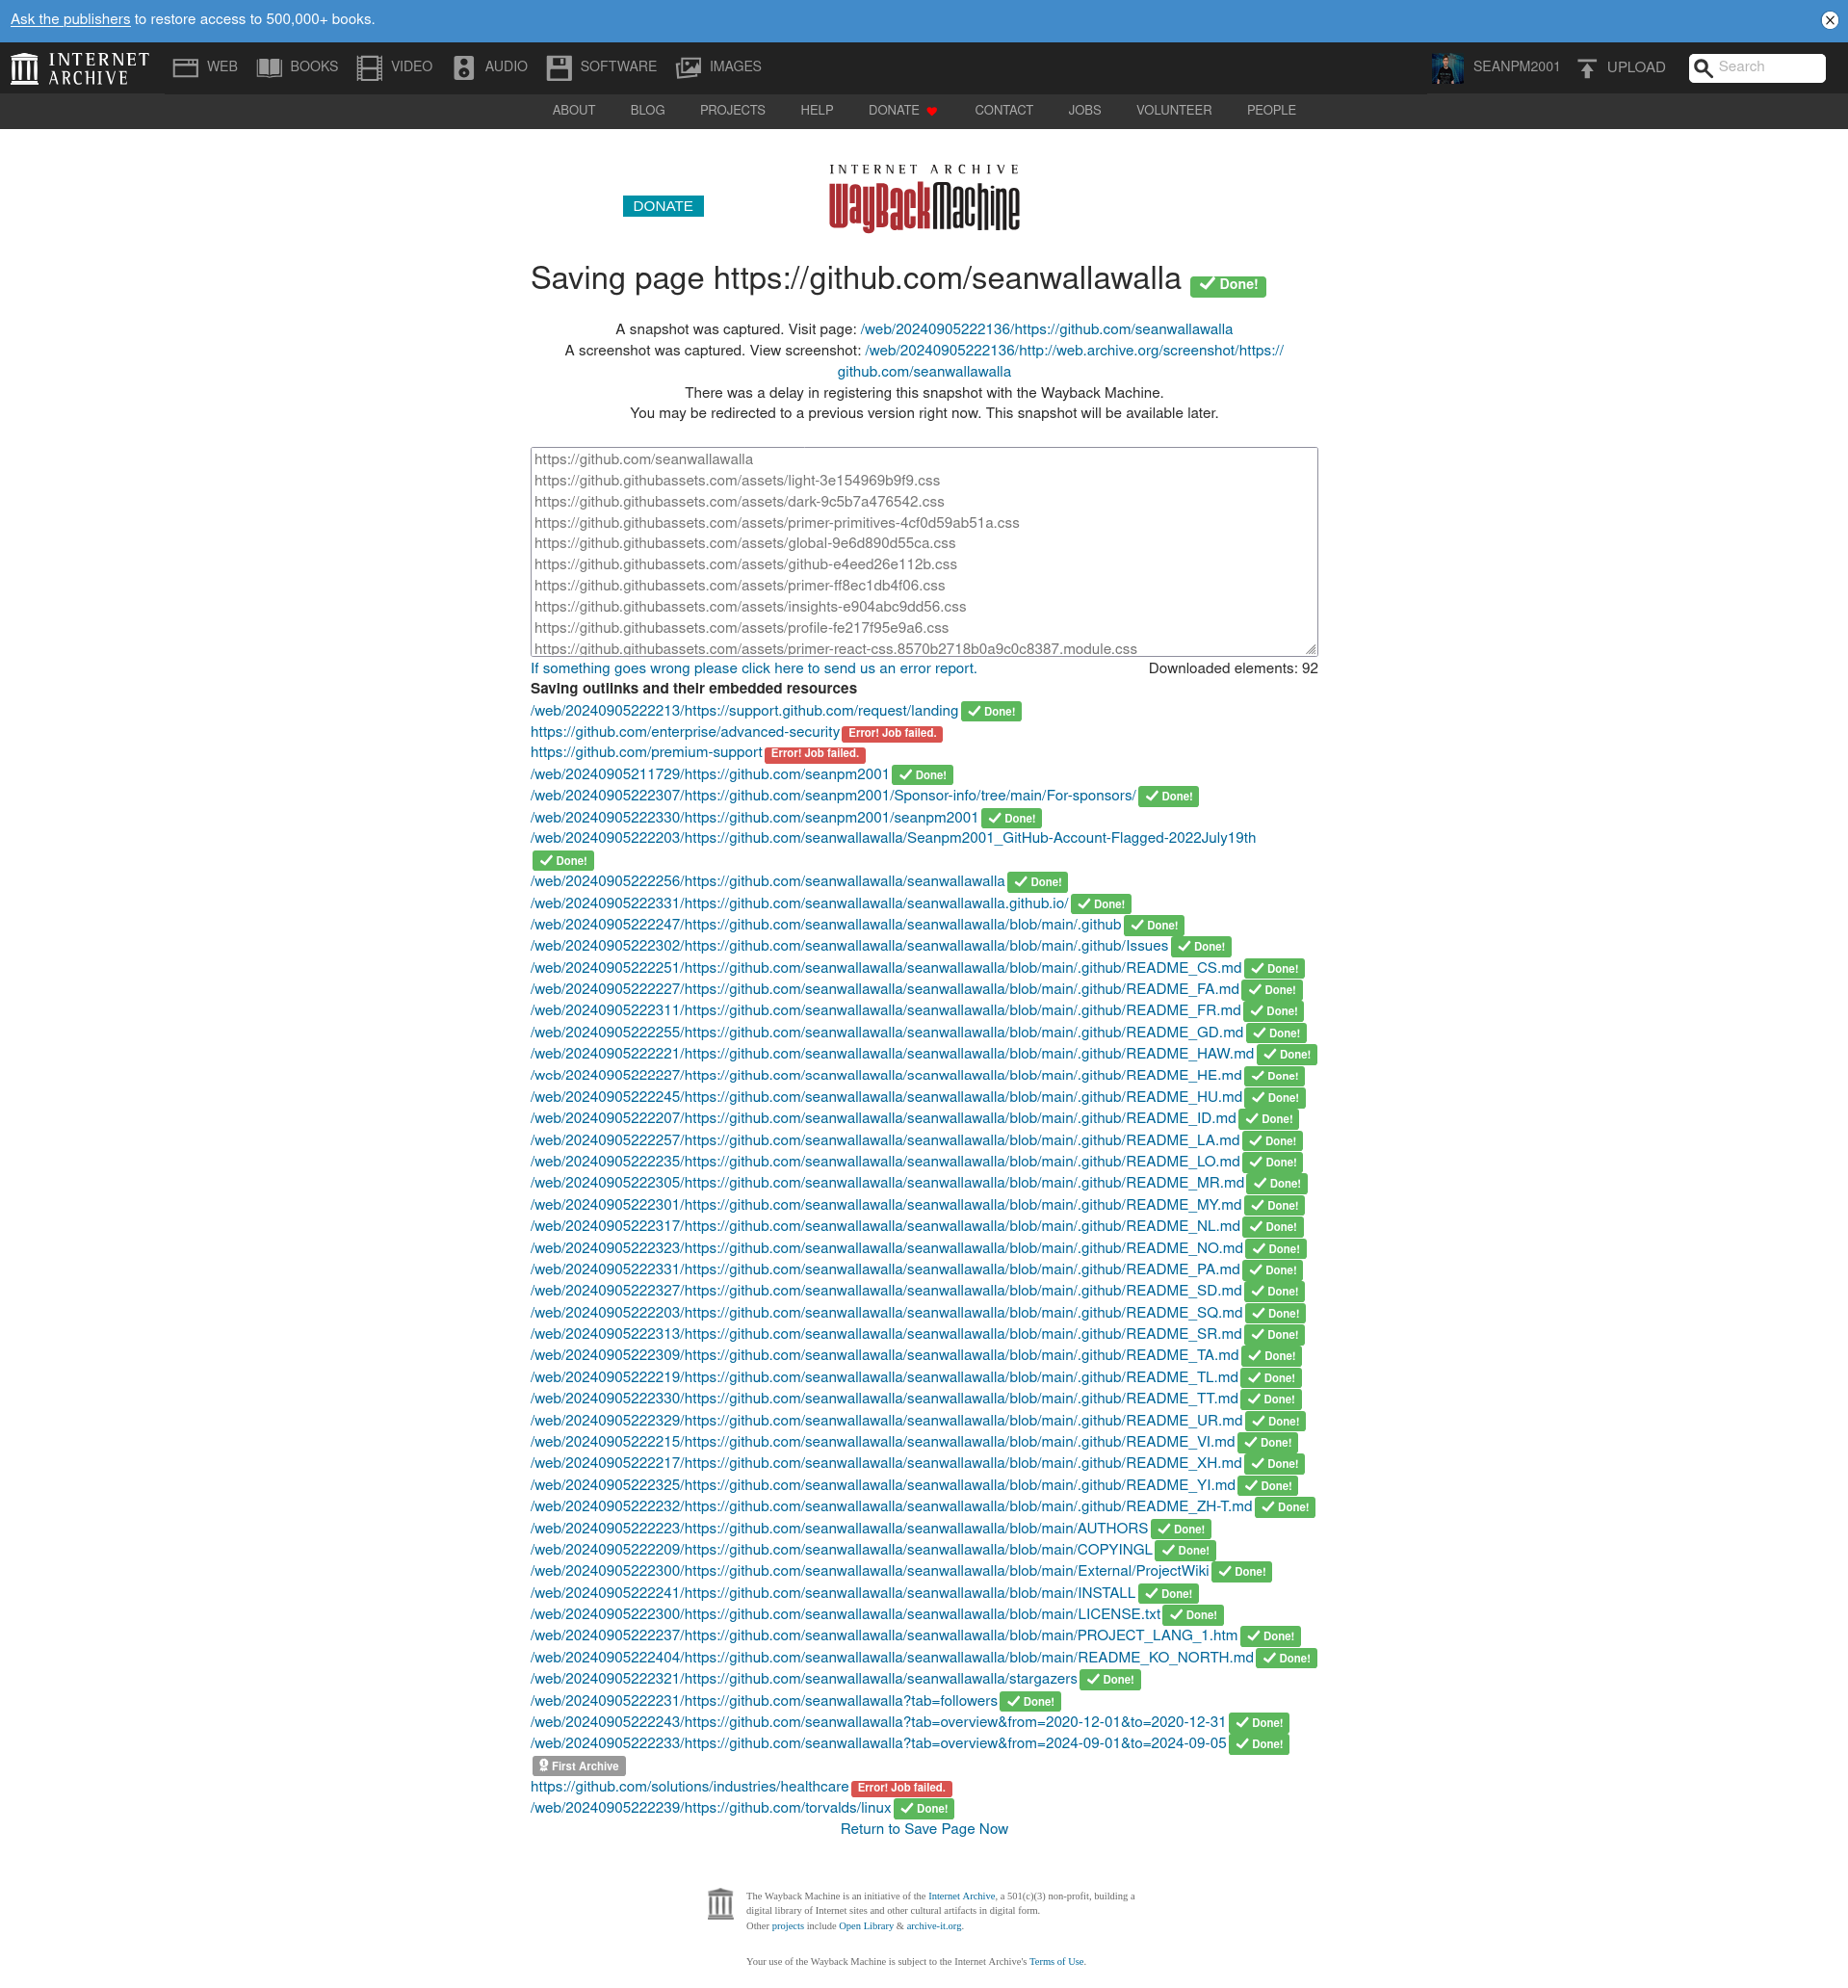 Ask the publishers to restore access to 500,000+ books.
INTERNET ARCHIVE WEB BOOKS VIDEO AUDIO SOFTWARE IMAGES SEANPM2001 UPLOAD Search
ABOUT BLOG PROJECTS HELP DONATE CONTACT JOBS VOLUNTEER PEOPLE
INTERNET ARCHIVE
DONATE WayBackMachine
Saving page https://github.com/seanwallawalla Done!
A snapshot was captured. Visit page: /web/20240905222136/https://github.com/seanwallawalla
A screenshot was captured. View screenshot: /web/20240905222136/http://web.archive.org/screenshot/https://
github.com/seanwallawalla
There was a delay in registering this snapshot with the Wayback Machine.
You may be redirected to a previous version right now. This snapshot will be available later.
https://github.com/seanwallawalla
https://github.githubassets.com/assets/light-3e154969b9f9.css
https://github.githubassets.com/assets/dark-9c5b7a476542.css
https://github.githubassets.com/assets/primer-primitives-4cf0d59ab51a.css
https://github.githubassets.com/assets/global-9e6d890d55ca.css
https://github.githubassets.com/assets/github-e4eed26e112b.css
https://github.githubassets.com/assets/primer-ff8ec1db4f06.css
https://github.githubassets.com/assets/insights-e904abc9dd56.css
https://github.githubassets.com/assets/profile-fe217f95e9a6.css
https://github.githubassets.com/assets/primer-react-css.8570b2718b0a9c0c8387.module.css
If something goes wrong please click here to send us an error report. Downloaded elements: 92
Saving outlinks and their embedded resources
/web/20240905222213/https://support.github.com/request/landing Done!
https://github.com/enterprise/advanced-security Error! Job failed.
https://github.com/premium-support Error! Job failed.
/web/20240905211729/https://github.com/seanpm2001 Done!
/web/20240905222307/https://github.com/seanpm2001/Sponsor-info/tree/main/For-sponsors/ Done!
/web/20240905222330/https://github.com/seanpm2001/seanpm2001 Done!
/web/20240905222203/https://github.com/seanwallawalla/Seanpm2001_GitHub-Account-Flagged-2022July19th
Done!
/web/20240905222256/https://github.com/seanwallawalla/seanwallawalla Done!
/web/20240905222331/https://github.com/seanwallawalla/seanwallawalla.github.io/ Done!
/web/20240905222247/https://github.com/seanwallawalla/seanwallawalla/blob/main/.github Done!
/web/20240905222302/https://github.com/seanwallawalla/seanwallawalla/blob/main/.github/Issues Done!
/web/20240905222251/https://github.com/seanwallawalla/seanwallawalla/blob/main/.github/README_CS.md Done!
/web/20240905222227/https://github.com/seanwallawalla/seanwallawalla/blob/main/.github/README_FA.md Done!
/web/20240905222311/https://github.com/seanwallawalla/seanwallawalla/blob/main/.github/README_FR.md Done!
/web/20240905222255/https://github.com/seanwallawalla/seanwallawalla/blob/main/.github/README_GD.md Done!
/web/20240905222221/https://github.com/seanwallawalla/seanwallawalla/blob/main/.github/README_HAW.md Done!
/web/20240905222227/https://github.com/seanwallawalla/seanwallawalla/blob/main/.github/README_HE.md Done!
/web/20240905222245/https://github.com/seanwallawalla/seanwallawalla/blob/main/.github/README_HU.md Done!
/web/20240905222207/https://github.com/seanwallawalla/seanwallawalla/blob/main/.github/README_ID.md Done!
/web/20240905222257/https://github.com/seanwallawalla/seanwallawalla/blob/main/.github/README_LA.md Done!
/web/20240905222235/https://github.com/seanwallawalla/seanwallawalla/blob/main/.github/README_LO.md Done!
/web/20240905222305/https://github.com/seanwallawalla/seanwallawalla/blob/main/.github/README_MR.md Done!
/web/20240905222301/https://github.com/seanwallawalla/seanwallawalla/blob/main/.github/README_MY.md Done!
/web/20240905222317/https://github.com/seanwallawalla/seanwallawalla/blob/main/.github/README_NL.md Done!
/web/20240905222323/https://github.com/seanwallawalla/seanwallawalla/blob/main/.github/README_NO.md Done!
/web/20240905222331/https://github.com/seanwallawalla/seanwallawalla/blob/main/.github/README_PA.md Done!
/web/20240905222327/https://github.com/seanwallawalla/seanwallawalla/blob/main/.github/README_SD.md Done!
/web/20240905222203/https://github.com/seanwallawalla/seanwallawalla/blob/main/.github/README_SQ.md Done!
/web/20240905222313/https://github.com/seanwallawalla/seanwallawalla/blob/main/.github/README_SR.md Done!
/web/20240905222309/https://github.com/seanwallawalla/seanwallawalla/blob/main/.github/README_TA.md Done!
/web/20240905222219/https://github.com/seanwallawalla/seanwallawalla/blob/main/.github/README_TL.md Done!
/web/20240905222330/https://github.com/seanwallawalla/seanwallawalla/blob/main/.github/README_TT.md Done!
/web/20240905222329/https://github.com/seanwallawalla/seanwallawalla/blob/main/.github/README_UR.md Done!
/web/20240905222215/https://github.com/seanwallawalla/seanwallawalla/blob/main/.github/README_VI.md Done!
/web/20240905222217/https://github.com/seanwallawalla/seanwallawalla/blob/main/.github/README_XH.md Done!
/web/20240905222325/https://github.com/seanwallawalla/seanwallawalla/blob/main/.github/README_YI.md Done!
/web/20240905222232/https://github.com/seanwallawalla/seanwallawalla/blob/main/.github/README_ZH-T.md Done!
/web/20240905222223/https://github.com/seanwallawalla/seanwallawalla/blob/main/AUTHORS Done!
/web/20240905222209/https://github.com/seanwallawalla/seanwallawalla/blob/main/COPYINGL Done!
/web/20240905222300/https://github.com/seanwallawalla/seanwallawalla/blob/main/External/ProjectWiki Done!
/web/20240905222241/https://github.com/seanwallawalla/seanwallawalla/blob/main/INSTALL Done!
/web/20240905222300/https://github.com/seanwallawalla/seanwallawalla/blob/main/LICENSE.txt Done!
/web/20240905222237/https://github.com/seanwallawalla/seanwallawalla/blob/main/PROJECT_LANG_1.htm Done!
/web/20240905222404/https://github.com/seanwallawalla/seanwallawalla/blob/main/README_KO_NORTH.md Done!
/web/20240905222321/https://github.com/seanwallawalla/seanwallawalla/stargazers Done!
/web/20240905222231/https://github.com/seanwallawalla?tab=followers Done!
/web/20240905222243/https://github.com/seanwallawalla?tab=overview&from=2020-12-01&to=2020-12-31 Done!
/web/20240905222233/https://github.com/seanwallawalla?tab=overview&from=2024-09-01&to=2024-09-05 Done!
First Archive
https://github.com/solutions/industries/healthcare Error! Job failed.
/web/20240905222239/https://github.com/torvalds/linux Done!
Return to Save Page Now
The Wayback Machine is an initiative of the Internet Archive, a 501(c)(3) non-profit, building a
digital library of Internet sites and other cultural artifacts in digital form.
Other projects include Open Library & archive-it.org.
Your use of the Wayback Machine is subject to the Internet Archive's Terms of Use.